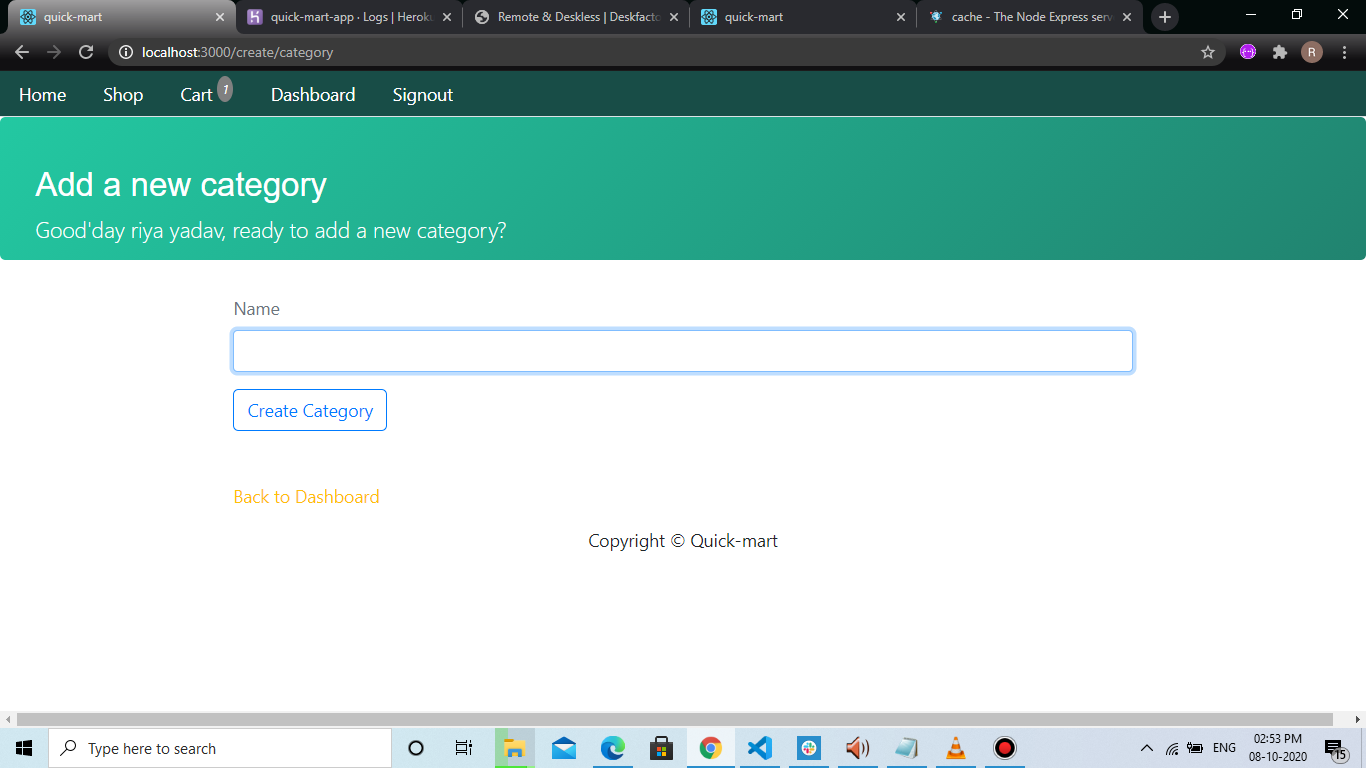 quick-mart
quick-mart-app · Logs | Heroku
Remote & Deskless | Deskfacto
quick-mart
cache - The Node Express serv
localhost:3000/create/category
R
Home
Shop
Cart 1
Dashboard
Signout
Add a new category
Good'day riya yadav, ready to add a new category?
Name
Create Category
Back to Dashboard
Copyright © Quick-mart
Type here to search
ENG
02:53 PM
08-10-2020
15